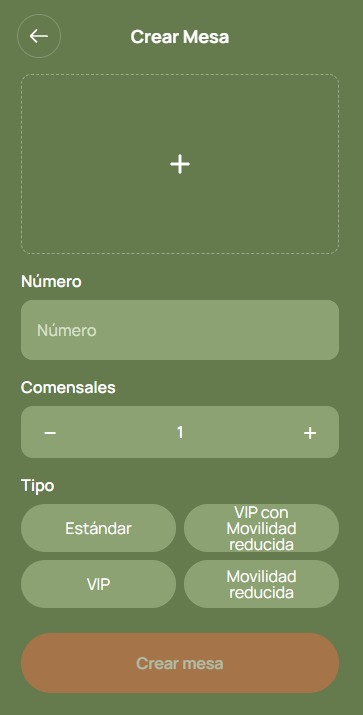 Crear Mesa
Número
Número
Comensales
1
Tipo
Estándar
VIP con
Movilidad
reducida
VIP
Movilidad
reducida
Crear mesa